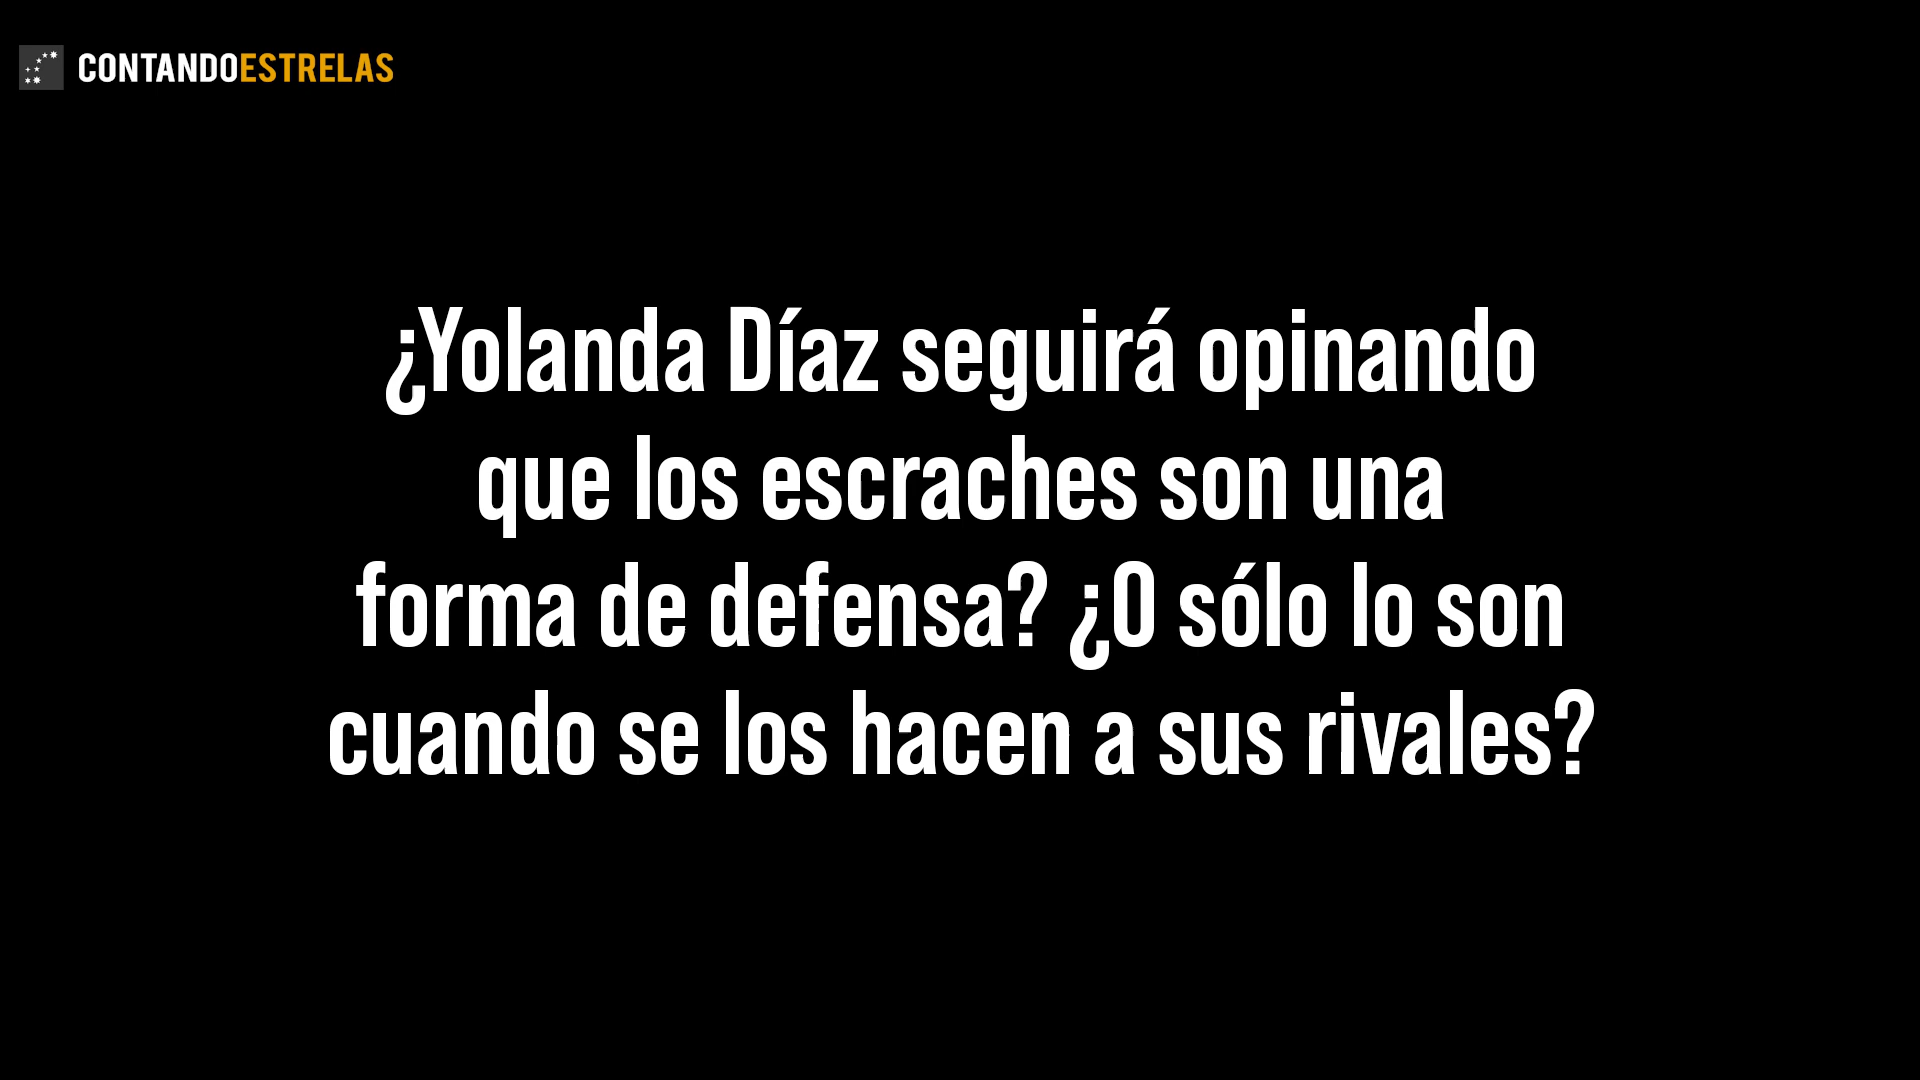 CONTANDOESTRELAS
¿Yolanda Díaz seguirá opinando
que los escraches son una
forma de defensa? ¿O sólo lo son
cuando se los hacen a sus rivales?